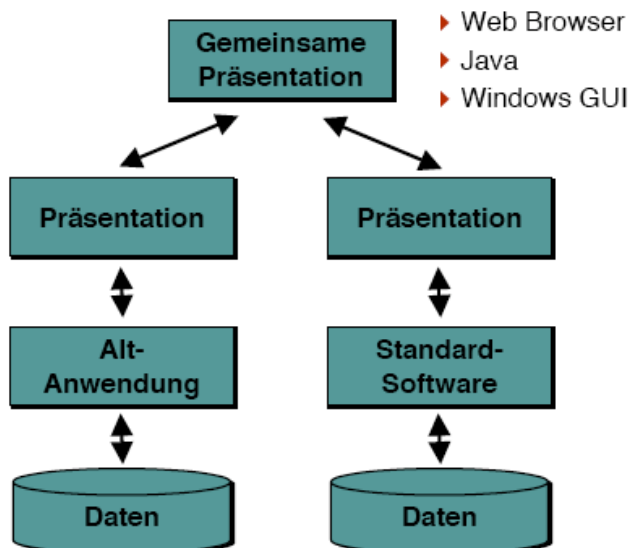 Gemeinsame
Präsentation
Web Browser
Java
Windows GUI
Präsentation
Präsentation
Alt-
Anwendung
Standard-
Software
Daten
Daten